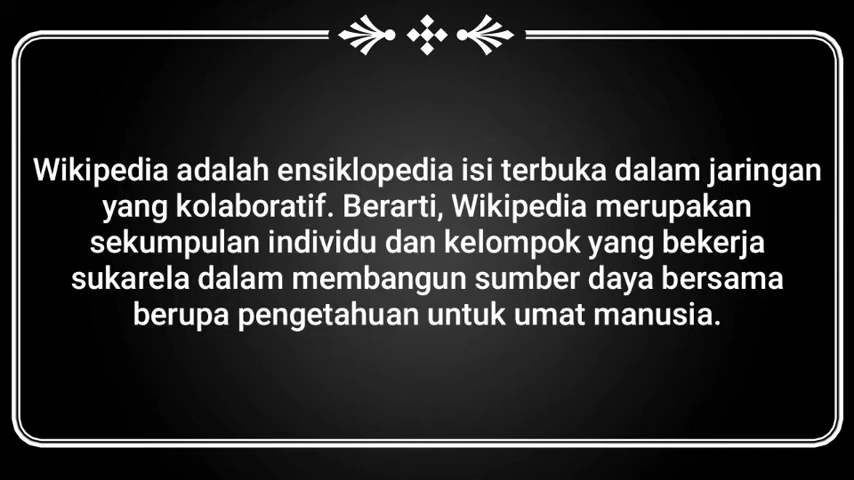 Wikipedia adalah ensiklopedia isi terbuka dalam jaringan
yang kolaboratif. Berarti, Wikipedia merupakan
sekumpulan individu dan kelompok yang bekerja
sukarela dalam membangun sumber daya bersama
berupa pengetahuan untuk umat manusia.